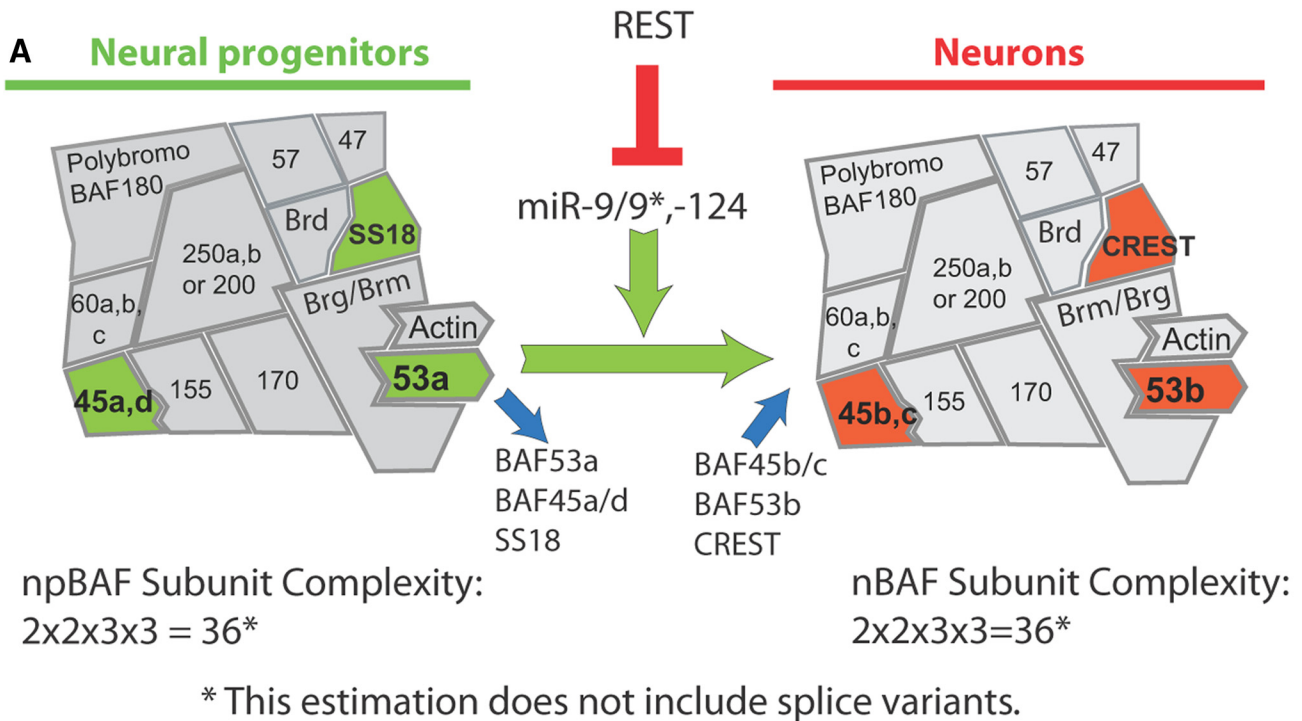 A
Neural progenitors
REST
Neurons
Polybromo
BAF180
57
47
Brd
SS18
250a,b
or 200
60a,b,
c
Brg/Brm
Actin
53a
45a,d
155
170
miR-9/9*,-124
Polybromo
BAF180
57
47
Brd
CREST
250a,b
or 200
60a,b,
c
Brm/Brg
Actin
53b
45b,c
155
170
BAF53a
BAF45a/d
SS18
BAF45b/c
BAF53b
CREST
npBAF Subunit Complexity:
2x2x3x3 = 36*
nBAF Subunit Complexity:
2x2x3x3=36*
* This estimation does not include splice variants.